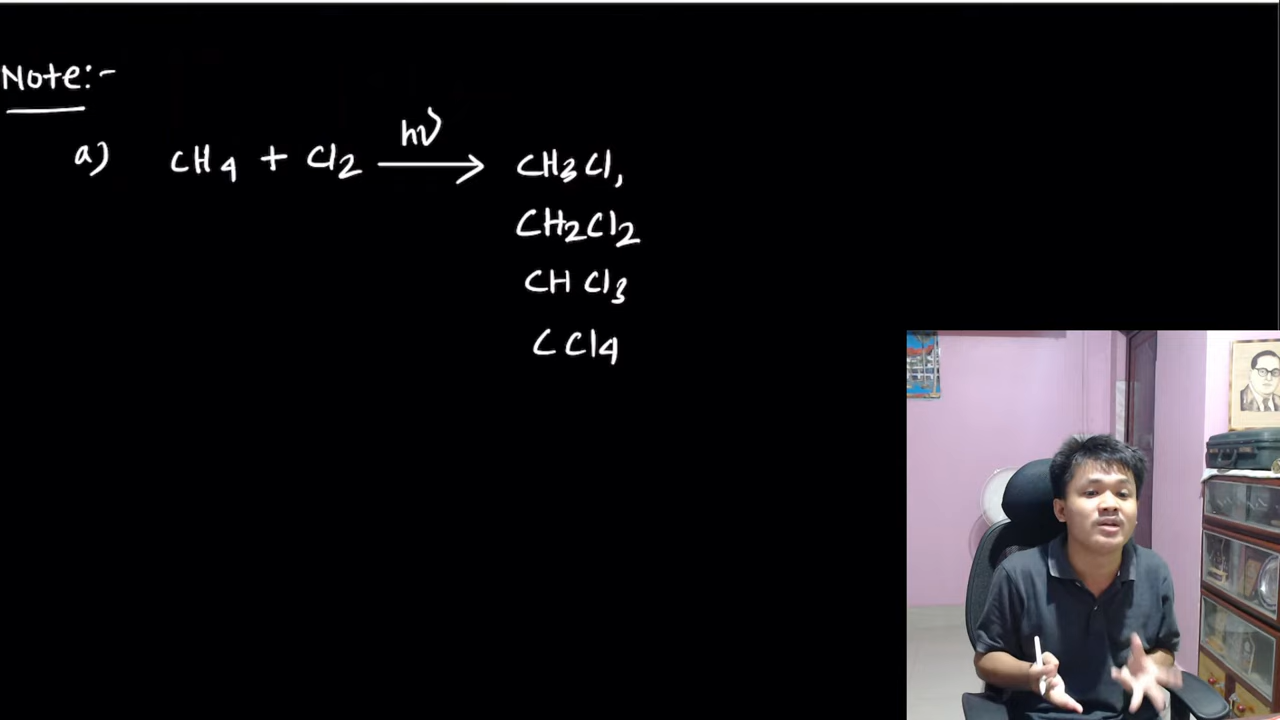 Note:-
a) CH4 + Cl2 hν → CH3Cl,
CH2Cl2
CHCl3
CCl4